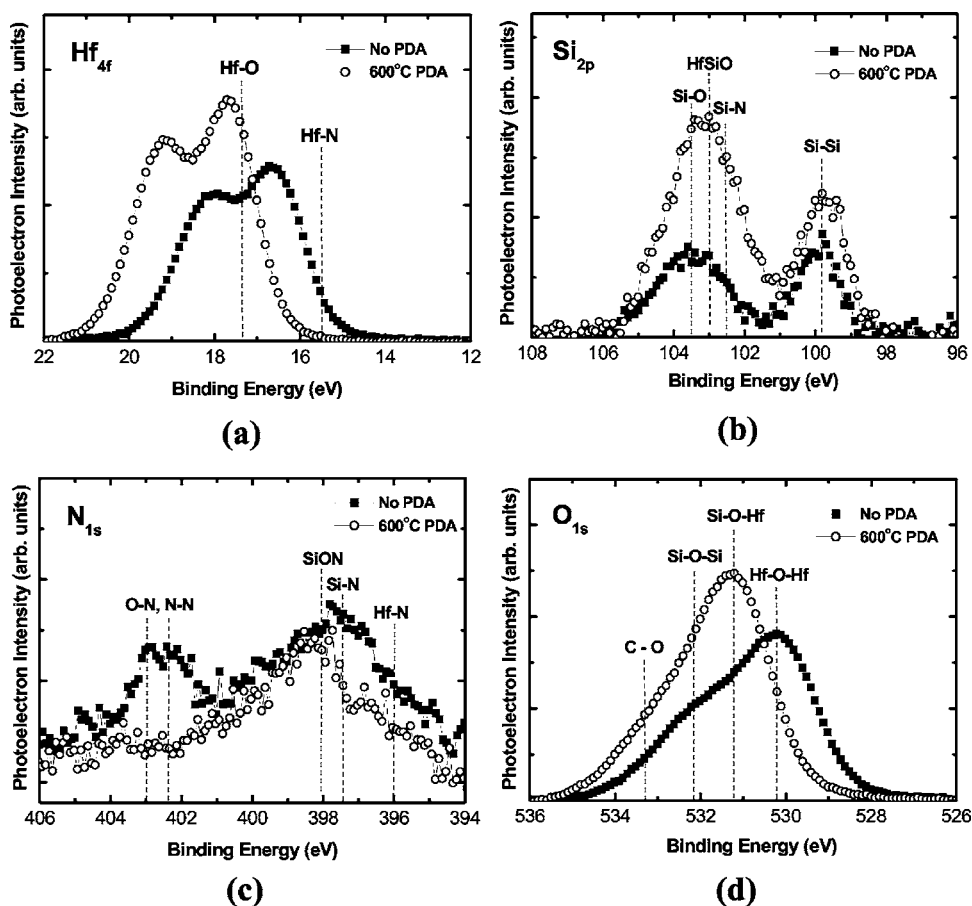 Hf4f
No PDA
600°C PDA
Hf-O
Hf-N
Photoelectron Intensity (arb. units)
22 20 18 16 14 12
Binding Energy (eV)
(a)
Si2p
No PDA
600°C PDA
HfSiO
Si-O
Si-N
Si-Si
Photoelectron Intensity (arb. units)
108 106 104 102 100 98 96
Binding Energy (eV)
(b)
N1s
No PDA
600°C PDA
SiON
Si-N
O-N, N-N
Hf-N
Photoelectron Intensity (arb. units)
406 404 402 400 398 396 394
Binding Energy (eV)
(c)
O1s
No PDA
600°C PDA
Si-O-Hf
Si-O-Si
Hf-O-Hf
C - O
Photoelectron Intensity (arb. units)
536 534 532 530 528 526
Binding Energy (eV)
(d)